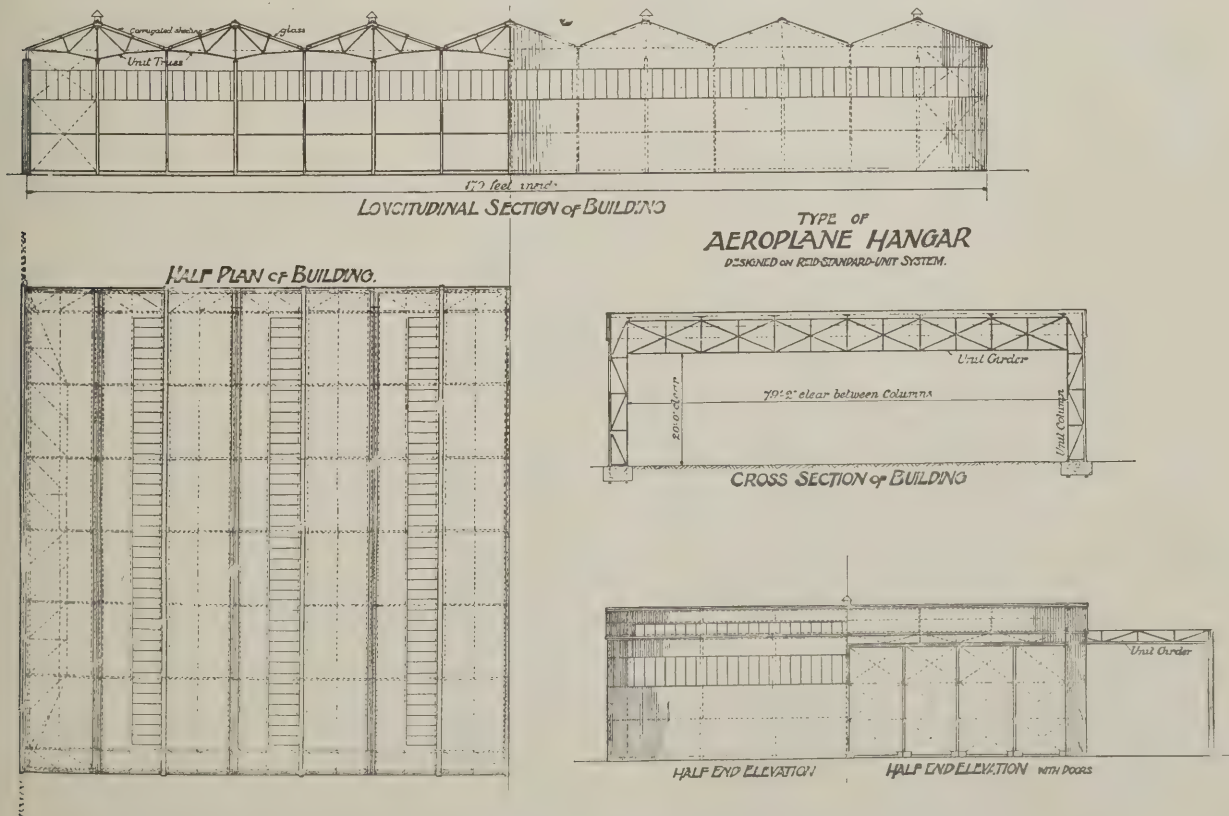 Corrugated sheeting
glass
Unit Truss
feet inside
LONGITUDINAL SECTION of BUILDING
TYPE OF
AEROPLANE HANGAR
DESIGNED on REID-STANDARD-UNIT SYSTEM.
HALF PLAN of BUILDING.
Unit Girder
79'-2" clear between Columns
20'-0" clear
Unit Column
CROSS SECTION of BUILDING
Unit Girder
HALF END ELEVATION
HALF END ELEVATION WITH DOORS